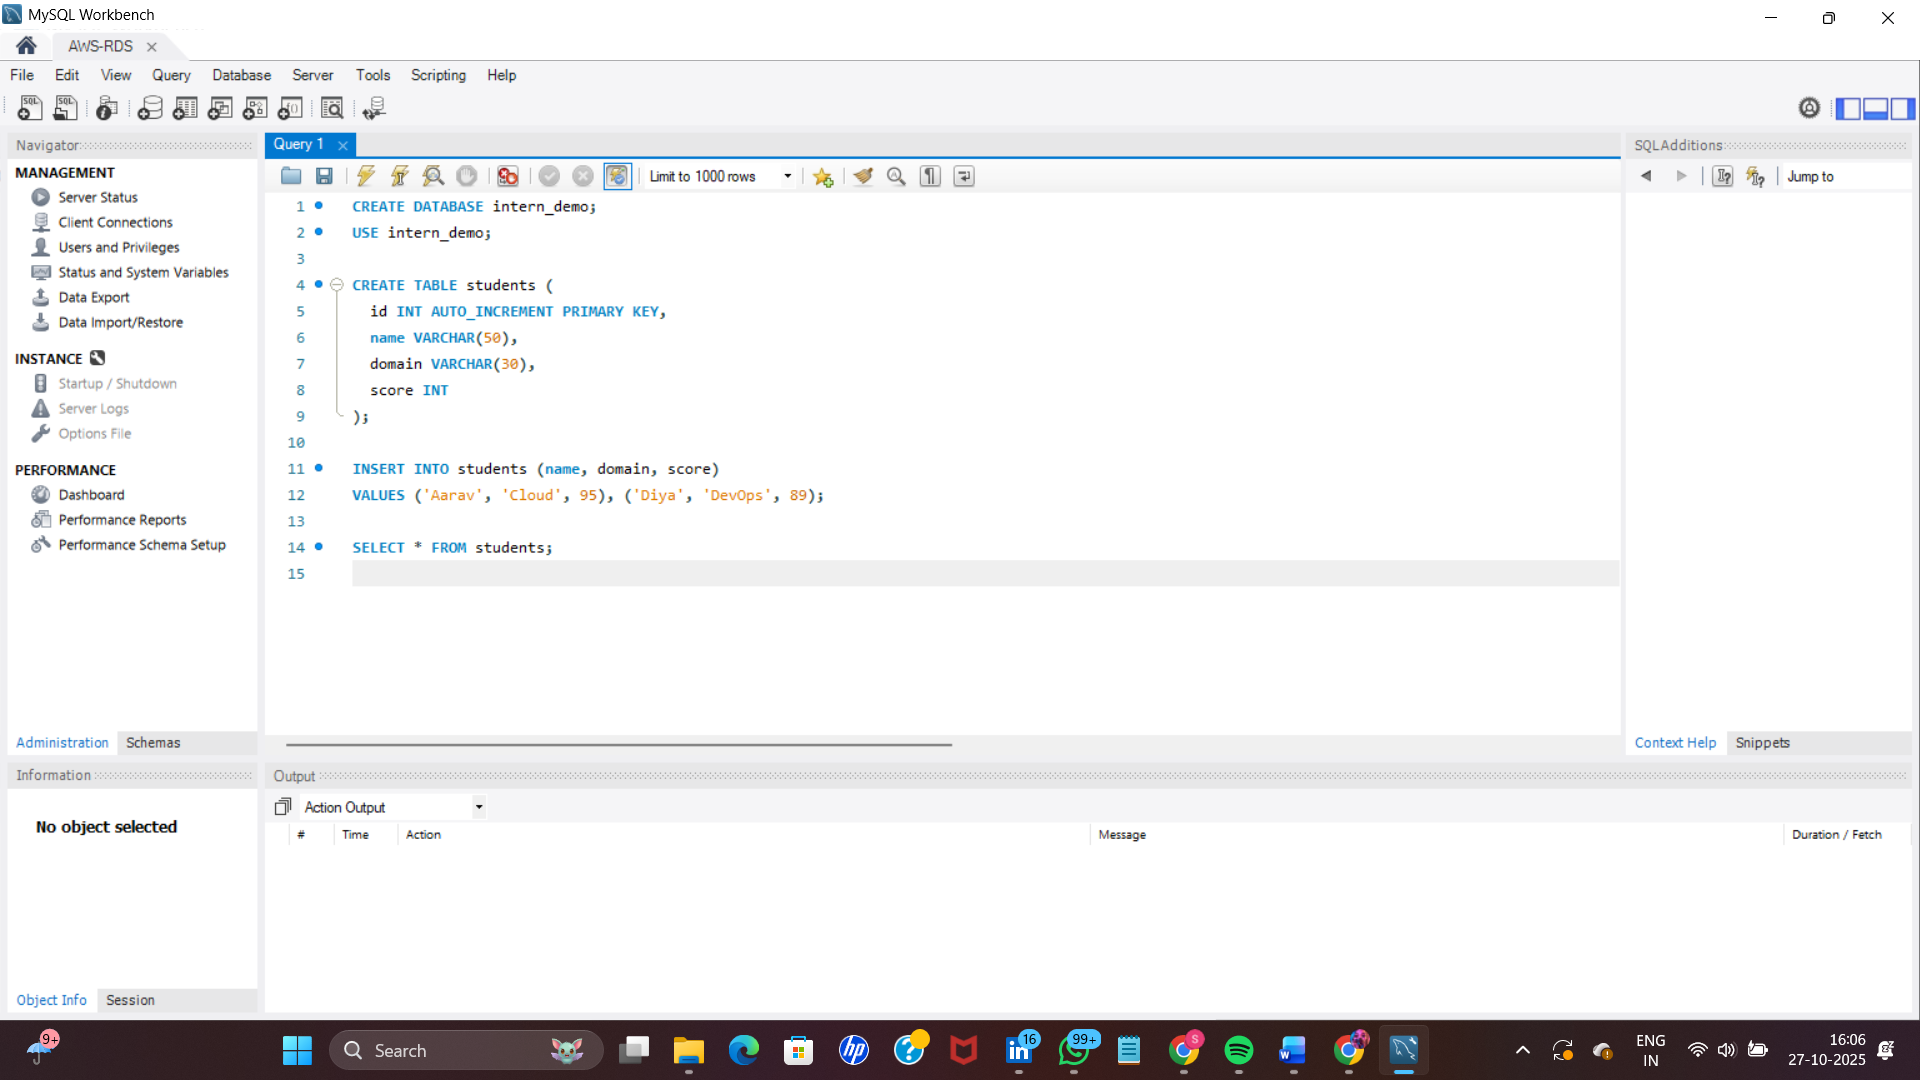 MySQL Workbench
AWS-RDS
File Edit View Query Database Server Tools Scripting Help
Navigator
MANAGEMENT
Server Status
Client Connections
Users and Privileges
Status and System Variables
Data Export
Data Import/Restore
INSTANCE
Startup / Shutdown
Server Logs
Options File
PERFORMANCE
Dashboard
Performance Reports
Performance Schema Setup
Administration Schemas
Information
No object selected
Object Info Session
Query 1
Limit to 1000 rows
1 CREATE DATABASE intern_demo;
2 USE intern_demo;
3
4 CREATE TABLE students (
5 id INT AUTO_INCREMENT PRIMARY KEY,
6 name VARCHAR(50),
7 domain VARCHAR(30),
8 score INT
9 );
10
11 INSERT INTO students (name, domain, score)
12 VALUES ('Aarav', 'Cloud', 95), ('Diya', 'DevOps', 89);
13
14 SELECT * FROM students;
15
SQLAdditions
Jump to
Context Help Snippets
Output
Action Output
# Time Action Message Duration / Fetch
9+
Search
hp
16
99+
S
ENG
IN
16:06
27-10-2025